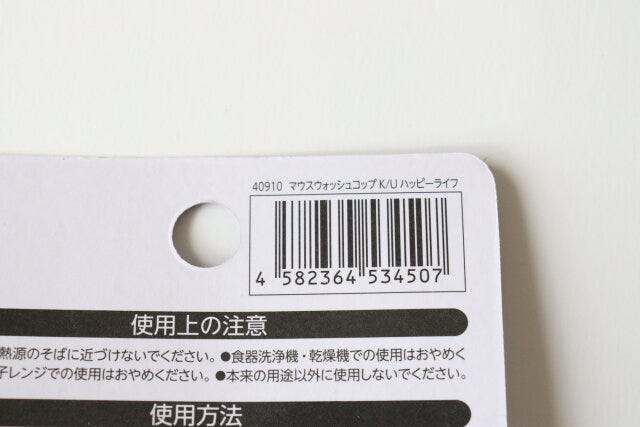 40910 マウスウォッシュコップ K/U ハッピーライフ
4 582364 534507
使用上の注意
熱源のそばに近づけないでください。●食器洗浄機・乾燥機での使用はおやめく
子レンジでの使用はおやめください。●本来の用途以外に使用しないでください。
使用方法